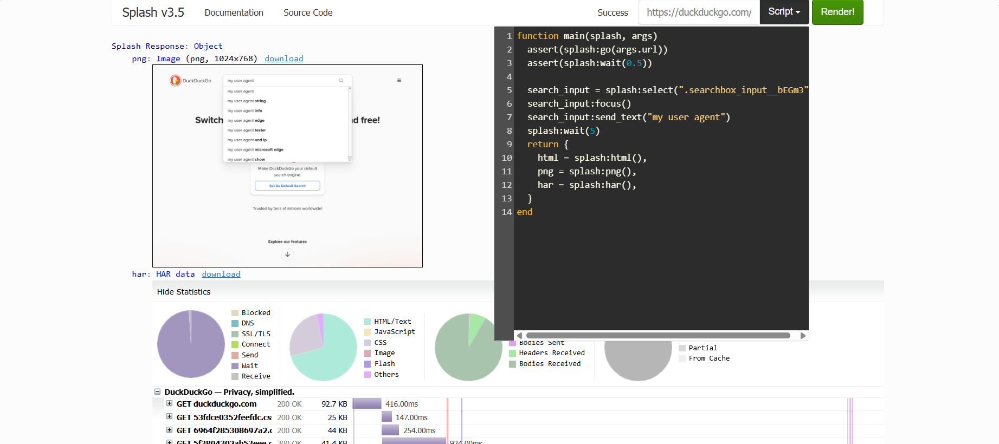 Splash v3.5 Documentation Source Code Success https://duckduckgo.com/ Script Render!
Splash Response: Object
png: Image (png, 1024x768) download
DuckDuckGo
my user agent
my user agent
my user agent string
my user agent info
my user agent edge
my user agent tester
my user agent and ip
my user agent microsoft edge
my user agent show
Switch d free!
Make DuckDuckGo your default
search engine.
Set As Default Search
Trusted by tens of millions worldwide!
Explore our features
1 function main(splash, args)
2 assert(splash:go(args.url))
3 assert(splash:wait(0.5))
4
5 search_input = splash:select(".searchbox_input__bEGm3"
6 search_input:focus()
7 search_input:send_text("my user agent")
8 splash:wait(5)
9 return {
10 html = splash:html(),
11 png = splash:png(),
12 har = splash:har(),
13 }
14 end
har: HAR data download
Hide Statistics
Blocked
DNS
SSL/TLS
Connect
Send
Wait
Receive
HTML/Text
JavaScript
CSS
Image
Flash
Others
Bodies Sent
Headers Received
Bodies Received
Partial
From Cache
DuckDuckGo — Privacy, simplified.
GET duckduckgo.com 200 OK 92.7 KB 416.00ms
GET 53fdce0352feefdc.cs 200 OK 25 KB 147.00ms
GET 6964f285308697a2.c 200 OK 44 KB 254.00ms
GET 5f3804302ab53eee.c 200 OK 41.4 KB 924.00ms